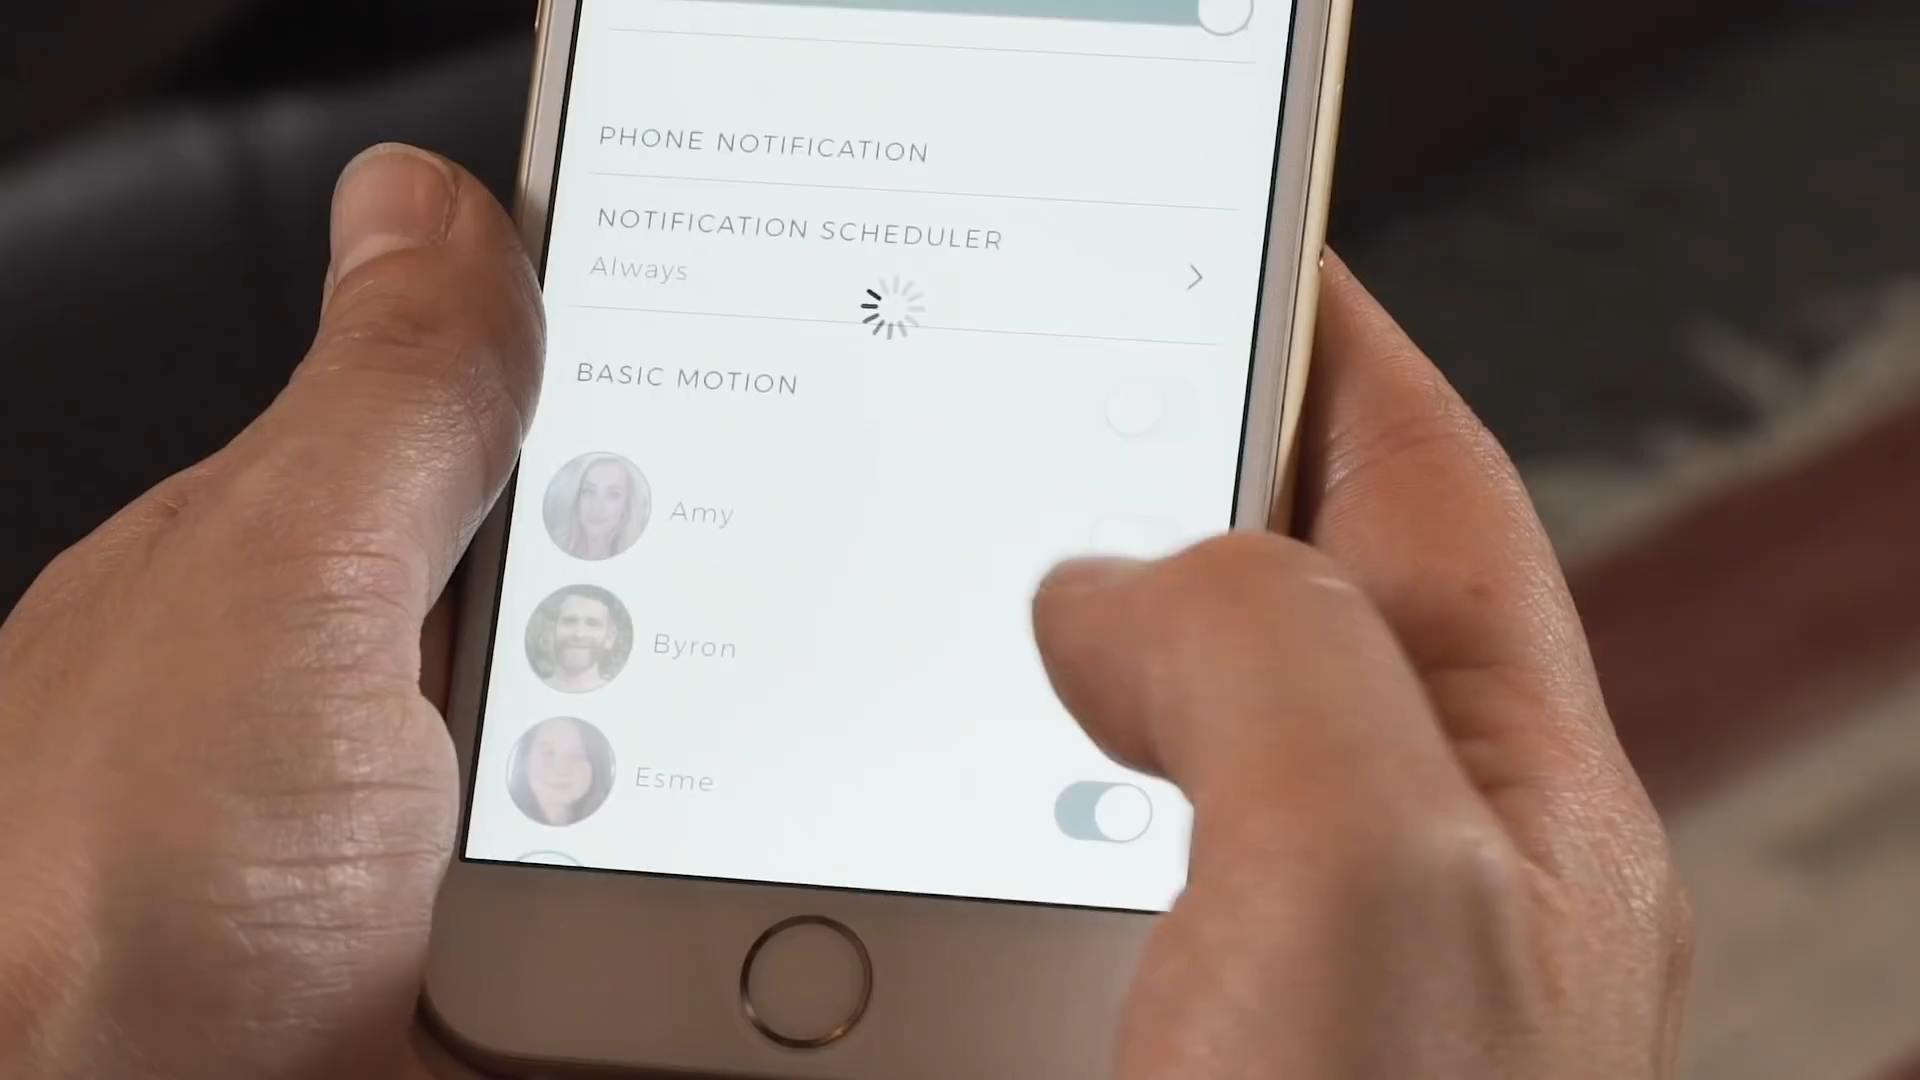 PHONE NOTIFICATION
NOTIFICATION SCHEDULER
Always
BASIC MOTION
Amy
Byron
Esme